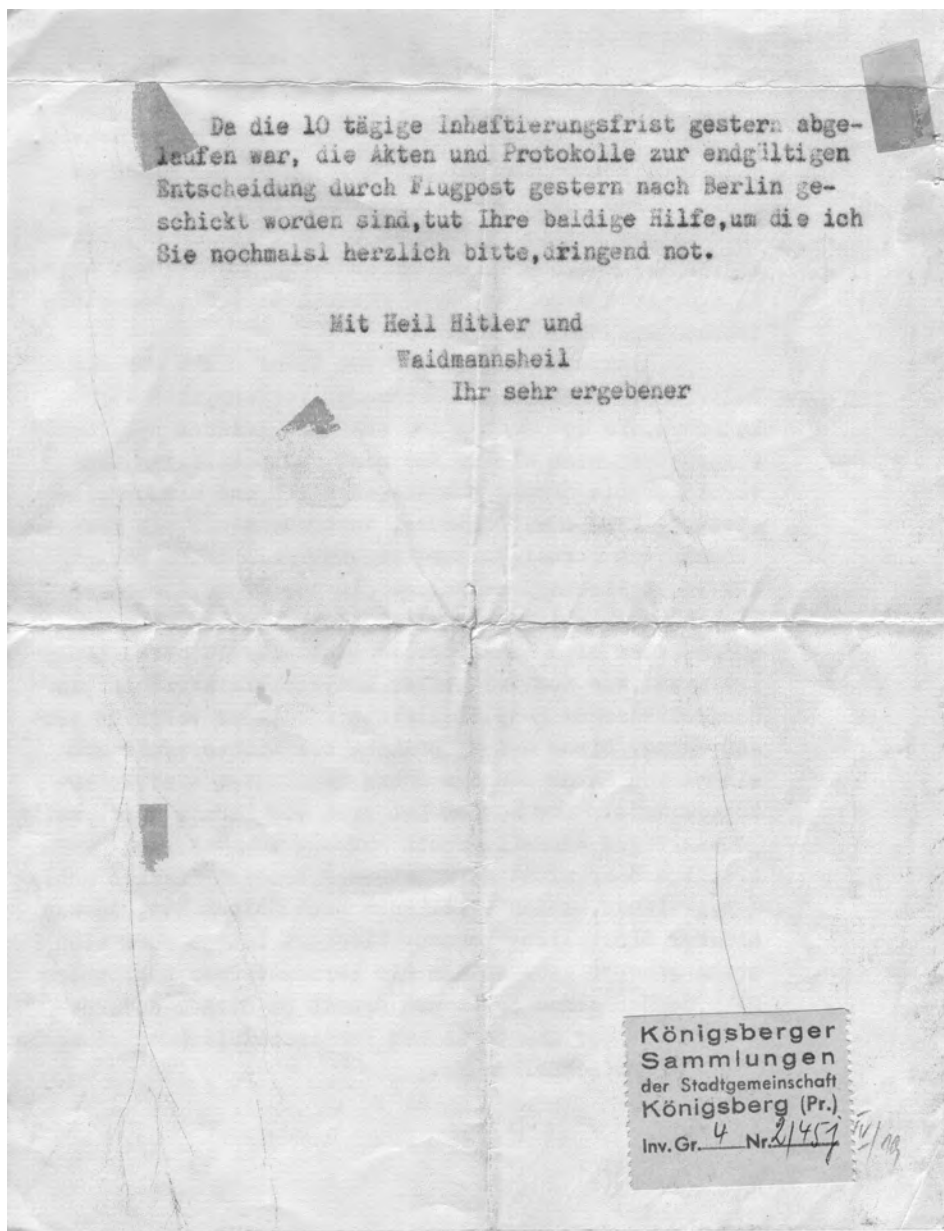 Da die 10 tägige Inhaftierungsfrist gestern abge-
laufen war, die Akten und Protokolle zur endgültigen
Entscheidung durch Flugpost gestern nach Berlin ge-
schickt worden sind,tut Ihre baldige Hilfe,um die ich
Sie nochmalsl herzlich bitte,dringend not.
Mit Heil Hitler und
Waidmannsheil
Ihr sehr ergebener
Königsberger
Sammlungen
der Stadtgemeinschaft
Königsberg (Pr.)
Inv. Gr. 4 Nr. 2/451